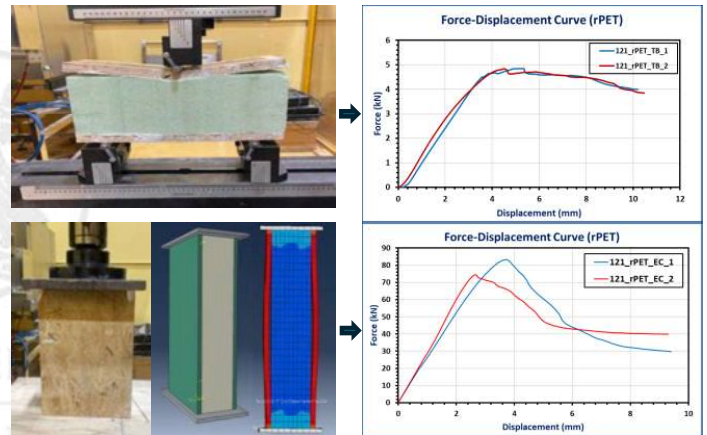 Force-Displacement Curve (rPET)
Force (kN)
6
5
4
3
2
1
0
121_rPET_TB_1
121_rPET_TB_2
0 2 4 6 8 10 12
Displacement (mm)
Force-Displacement Curve (rPET)
Force (kN)
90
80
70
60
50
40
30
20
10
0
121_rPET_EC_1
121_rPET_EC_2
0 2 4 6 8 10
Displacement (mm)